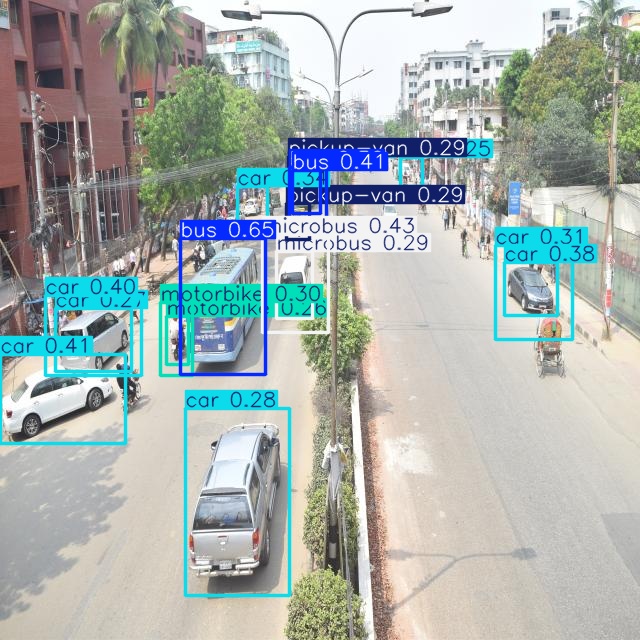 pickup-van 0.29
25
bus 0.41
car 0.34
pickup-van 0.29
bus 0.65
microbus 0.43
microbus 0.29
car 0.31
car 0.38
car 0.40
car 0.27
motorbike 0.30
motorbike 0.26
car 0.41
car 0.28